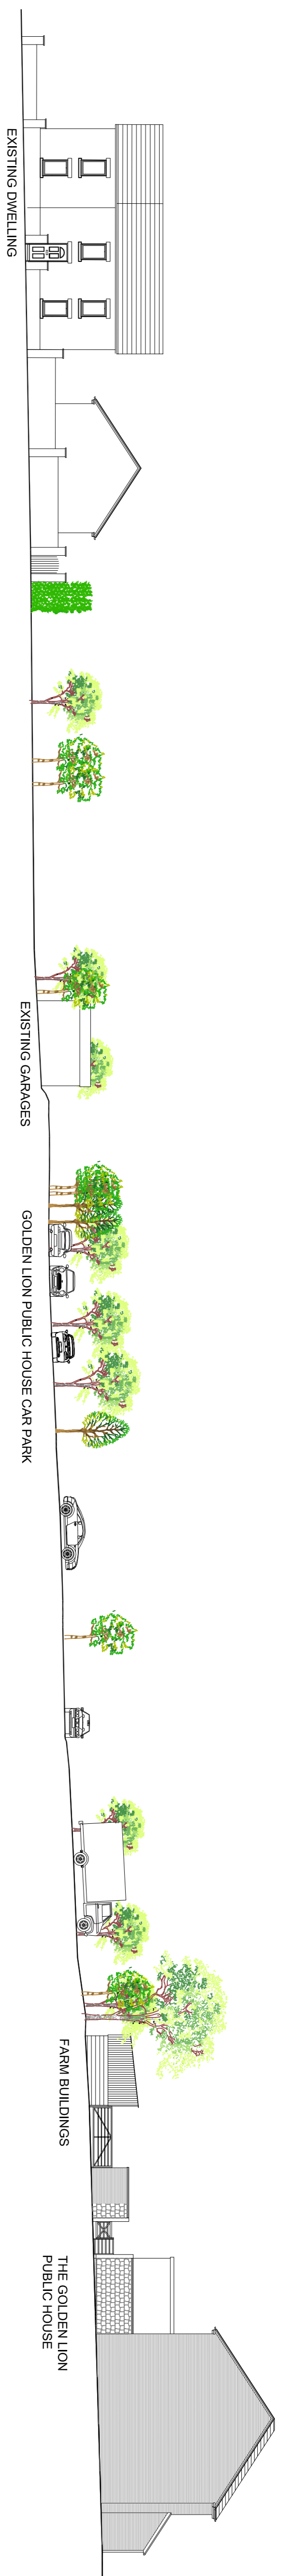 EXISTING DWELLING
EXISTING GARAGES
GOLDEN LION PUBLIC HOUSE CAR PARK
FARM BUILDINGS
THE GOLDEN LION
PUBLIC HOUSE